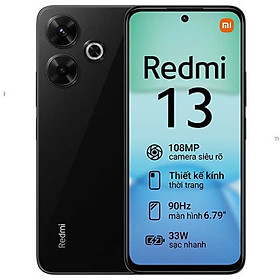 mi
Redmi
13
108MP
camera siêu rõ
Thiết kế kính
thời trang
90Hz
màn hình 6.79"
33W
sạc nhanh
Redmi